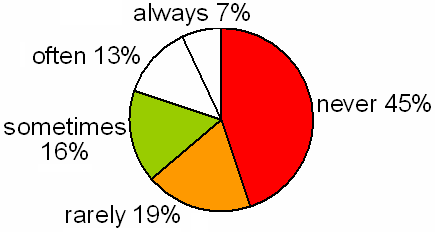 always 7%
often 13%
never 45%
sometimes
16%
rarely 19%